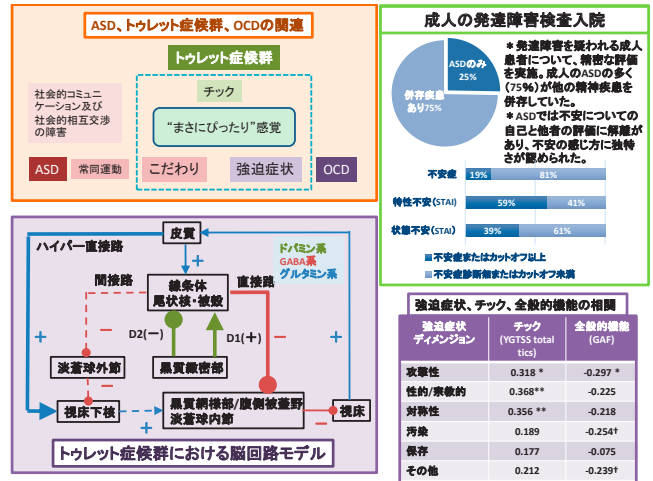 ASD、トゥレット症候群、OCDの関連
トゥレット症候群
チック
社会的コミュニ
ケーション及び
社会的相互交渉
の障害
“まさにぴったり”感覚
ASD
常同運動
こだわり
強迫症状
OCD
成人の発達障害検査入院
ASDのみ
25%
併存疾患
あり75%
＊発達障害を疑われる成人
患者について、精密な評価
を実施。成人のASDの多く
（75%）が他の精神疾患を
併存していた。
＊ASDでは不安についての
自己と他者の評価に解離が
あり、不安の感じ方に独特
さが認められた。
不安症 19% 81%
特性不安（STAI） 59% 41%
状態不安（STAI） 39% 61%
不安症またはカットオフ以上
不安症診断無またはカットオフ未満
皮質
ハイパー直接路
ドパミン系
GABA系
グルタミン系
+
間接路
線条体
尾状核・被殻
直接路
+
−
D2(−)
D1(+)
−
+
淡蒼球外節
黒質緻密部
−
視床下核
+
黒質網様部/腹側被蓋野
淡蒼球内節
−
視床
トゥレット症候群における脳回路モデル
強迫症状、チック、全般的機能の相関
強迫症状
ディメンジョン
チック
(YGTSS total
tics)
全般的機能
(GAF)
攻撃性 0.318 * -0.297 *
性的/宗教的 0.368** -0.225
対称性 0.356 ** -0.218
汚染 0.189 -0.254†
保存 0.177 -0.075
その他 0.212 -0.239†